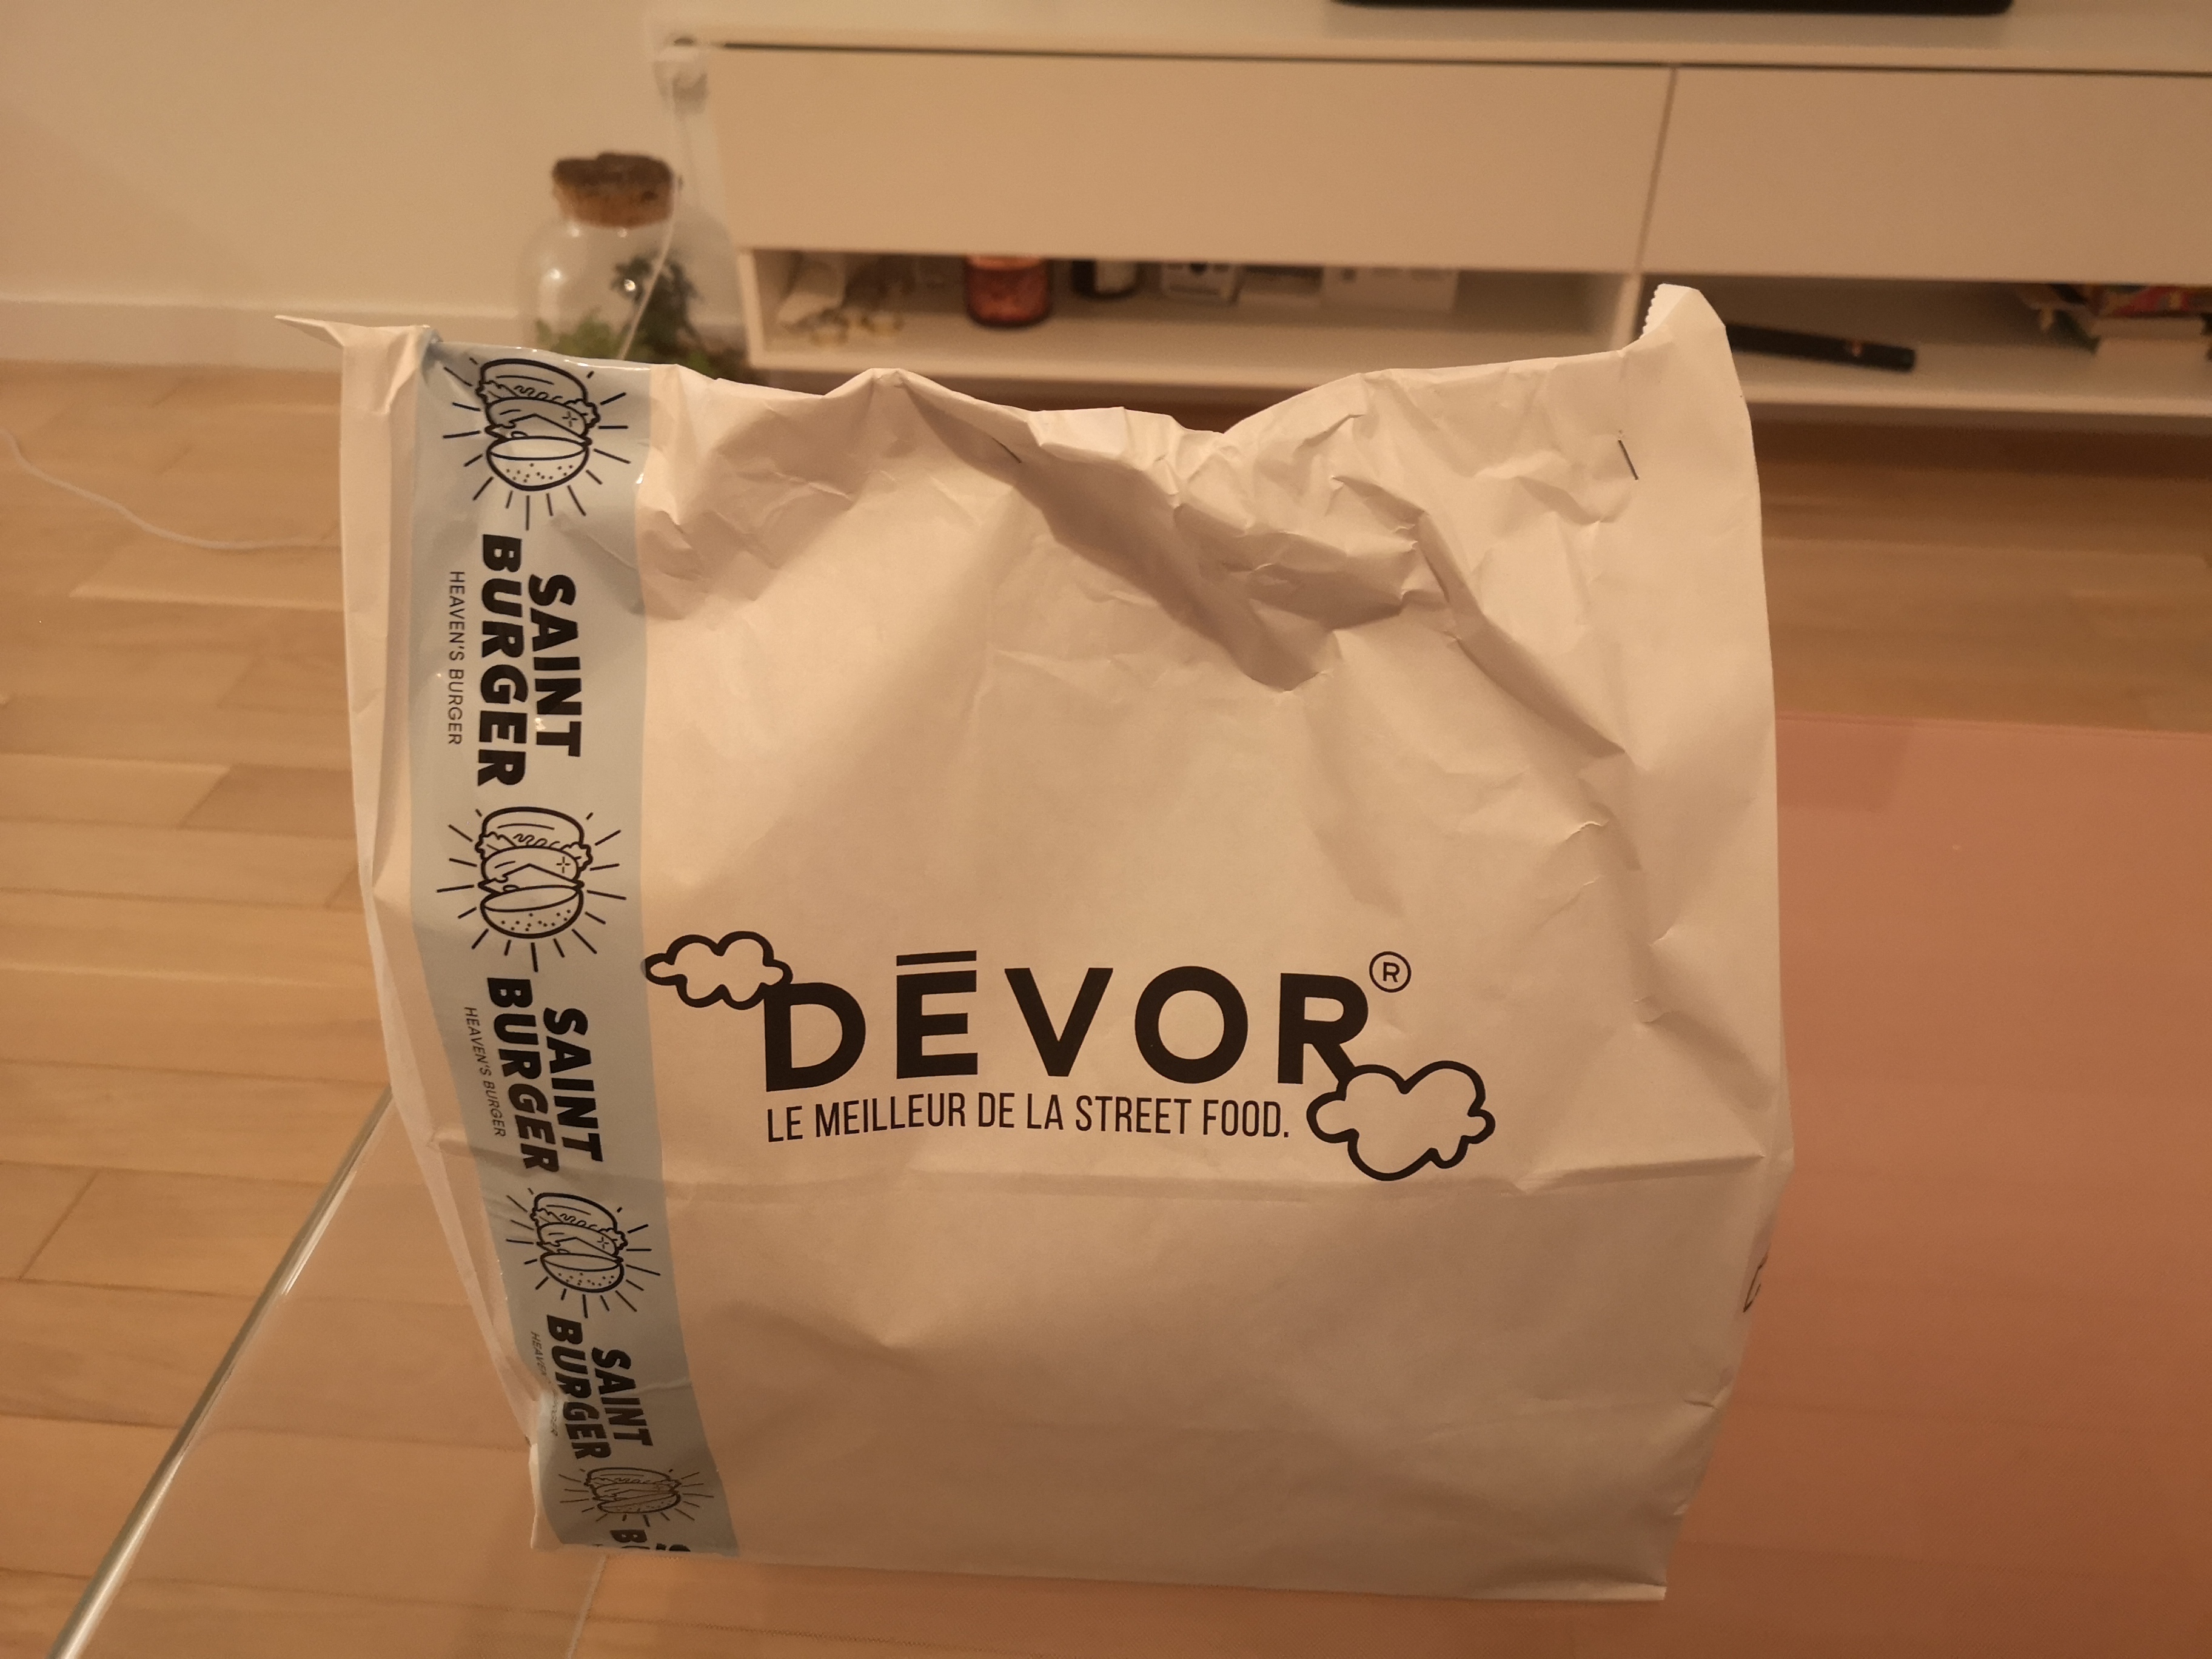 SAINT
BURGER
HEAVEN'S BURGER
SAINT
BURGER
HEAVEN'S BURGER
SAINT
BURGER
DĒVOR®
LE MEILLEUR DE LA STREET FOOD.